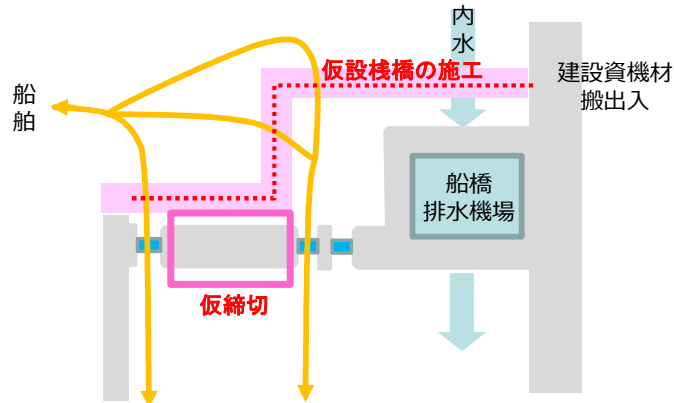 内
水
仮設桟橋の施工
建設資機材
搬出入
船
舶
船橋
排水機場
仮締切